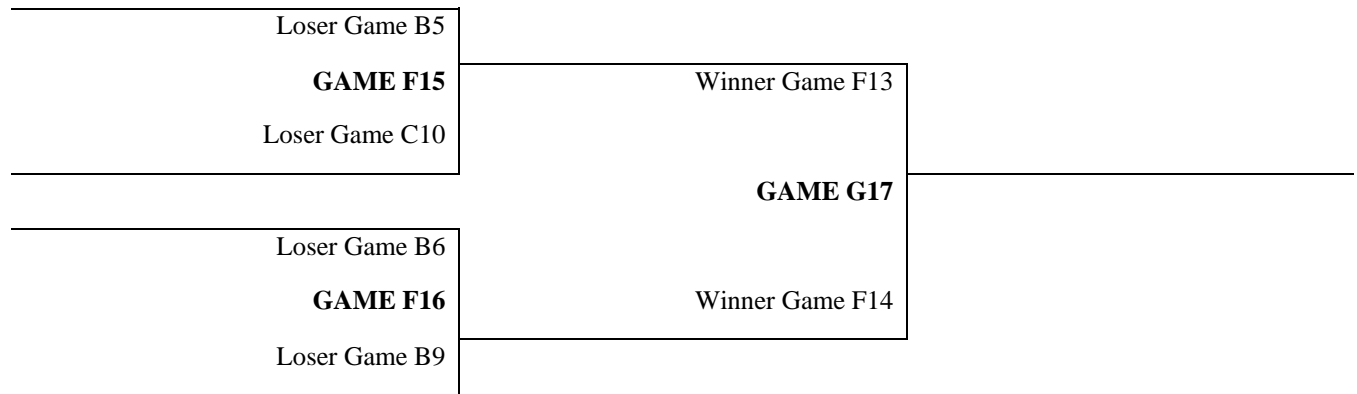 Loser Game B5
GAME F15
Winner Game F13
Loser Game C10
GAME G17
Loser Game B6
GAME F16
Winner Game F14
Loser Game B9